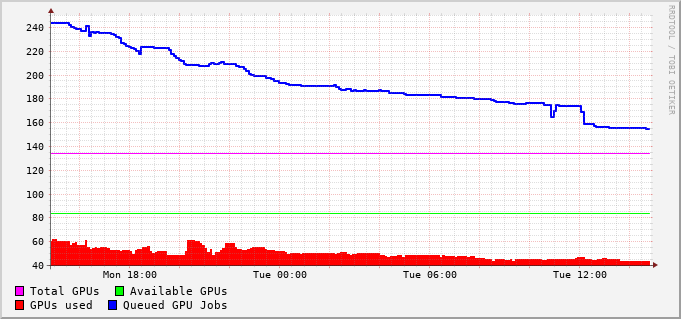 RRDTOOL / TOBI OETIKER
240
220
200
180
160
140
120
100
80
60
40
Mon 18:00 Tue 00:00 Tue 06:00 Tue 12:00
Total GPUs Available GPUs
GPUs used Queued GPU Jobs